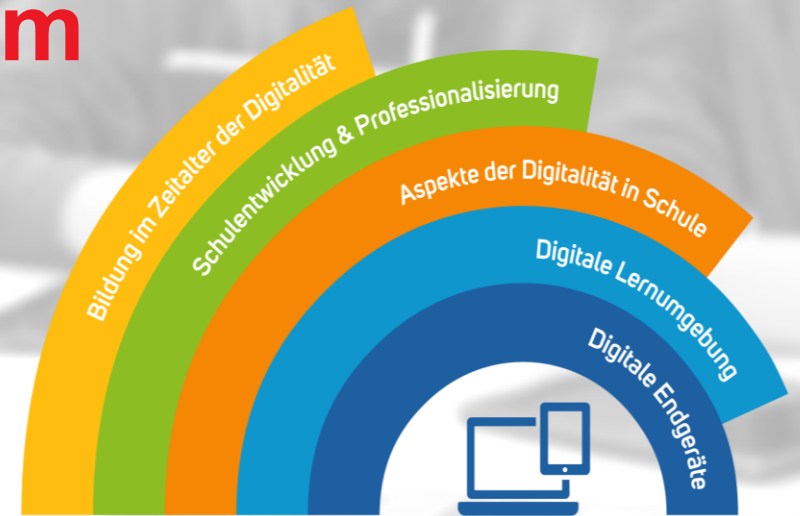 m
Bildung im Zeitalter der Digitalität
Schulentwicklung & Professionalisierung
Aspekte der Digitalität in Schule
Digitale Lernumgebung
Digitale Endgeräte